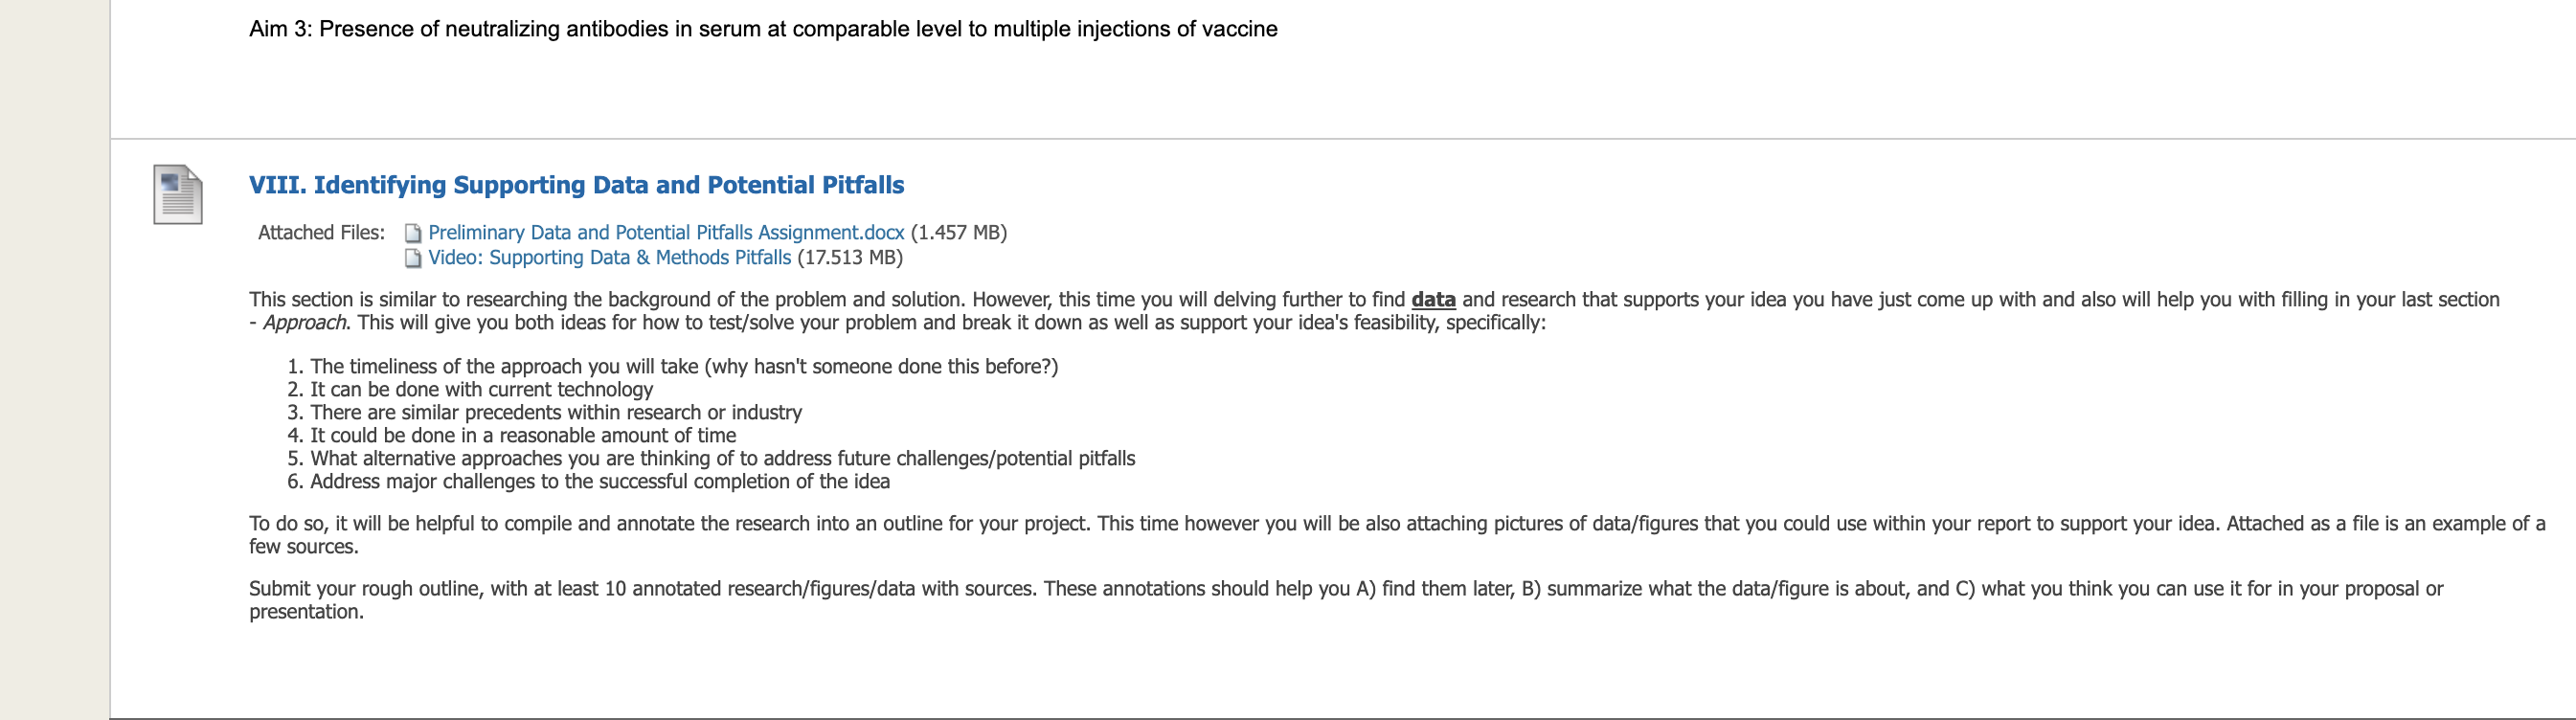 Aim 3: Presence of neutralizing antibodies in serum at comparable level to multiple injections of vaccine
VIII. Identifying Supporting Data and Potential Pitfalls
Attached Files: Preliminary Data and Potential Pitfalls Assignment.docx (1.457 MB)
Video: Supporting Data & Methods Pitfalls (17.513 MB)
This section is similar to researching the background of the problem and solution. However, this time you will delving further to find data and research that supports your idea you have just come up with and also will help you with filling in your last section
- Approach. This will give you both ideas for how to test/solve your problem and break it down as well as support your idea's feasibility, specifically:
1. The timeliness of the approach you will take (why hasn't someone done this before?)
2. It can be done with current technology
3. There are similar precedents within research or industry
4. It could be done in a reasonable amount of time
5. What alternative approaches you are thinking of to address future challenges/potential pitfalls
6. Address major challenges to the successful completion of the idea
To do so, it will be helpful to compile and annotate the research into an outline for your project. This time however you will be also attaching pictures of data/figures that you could use within your report to support your idea. Attached as a file is an example of a
few sources.
Submit your rough outline, with at least 10 annotated research/figures/data with sources. These annotations should help you A) find them later, B) summarize what the data/figure is about, and C) what you think you can use it for in your proposal or
presentation.